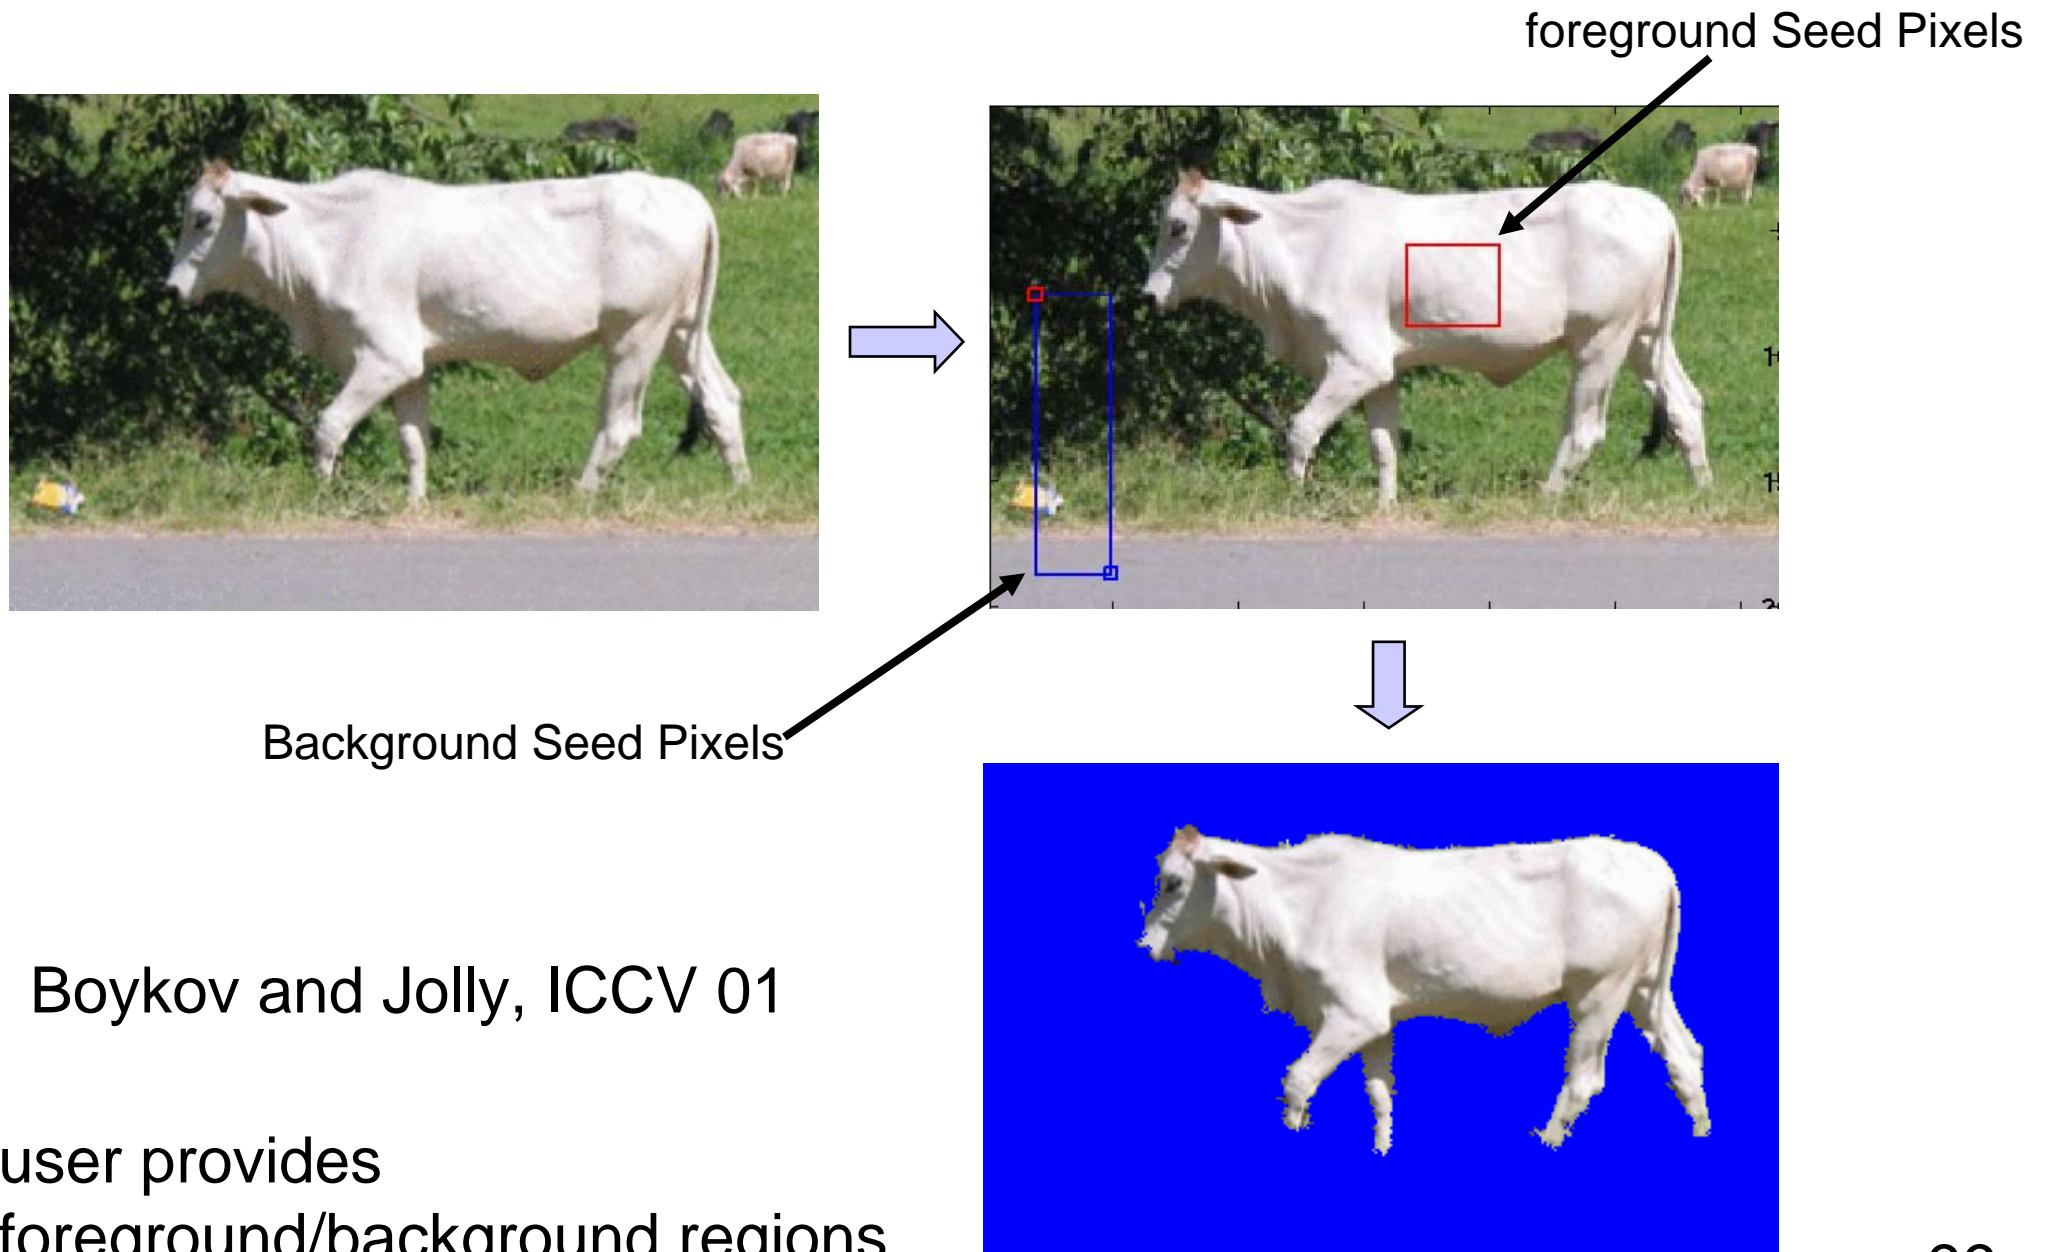 foreground Seed Pixels
Background Seed Pixels
Boykov and Jolly, ICCV 01
user provides
foreground/background regions